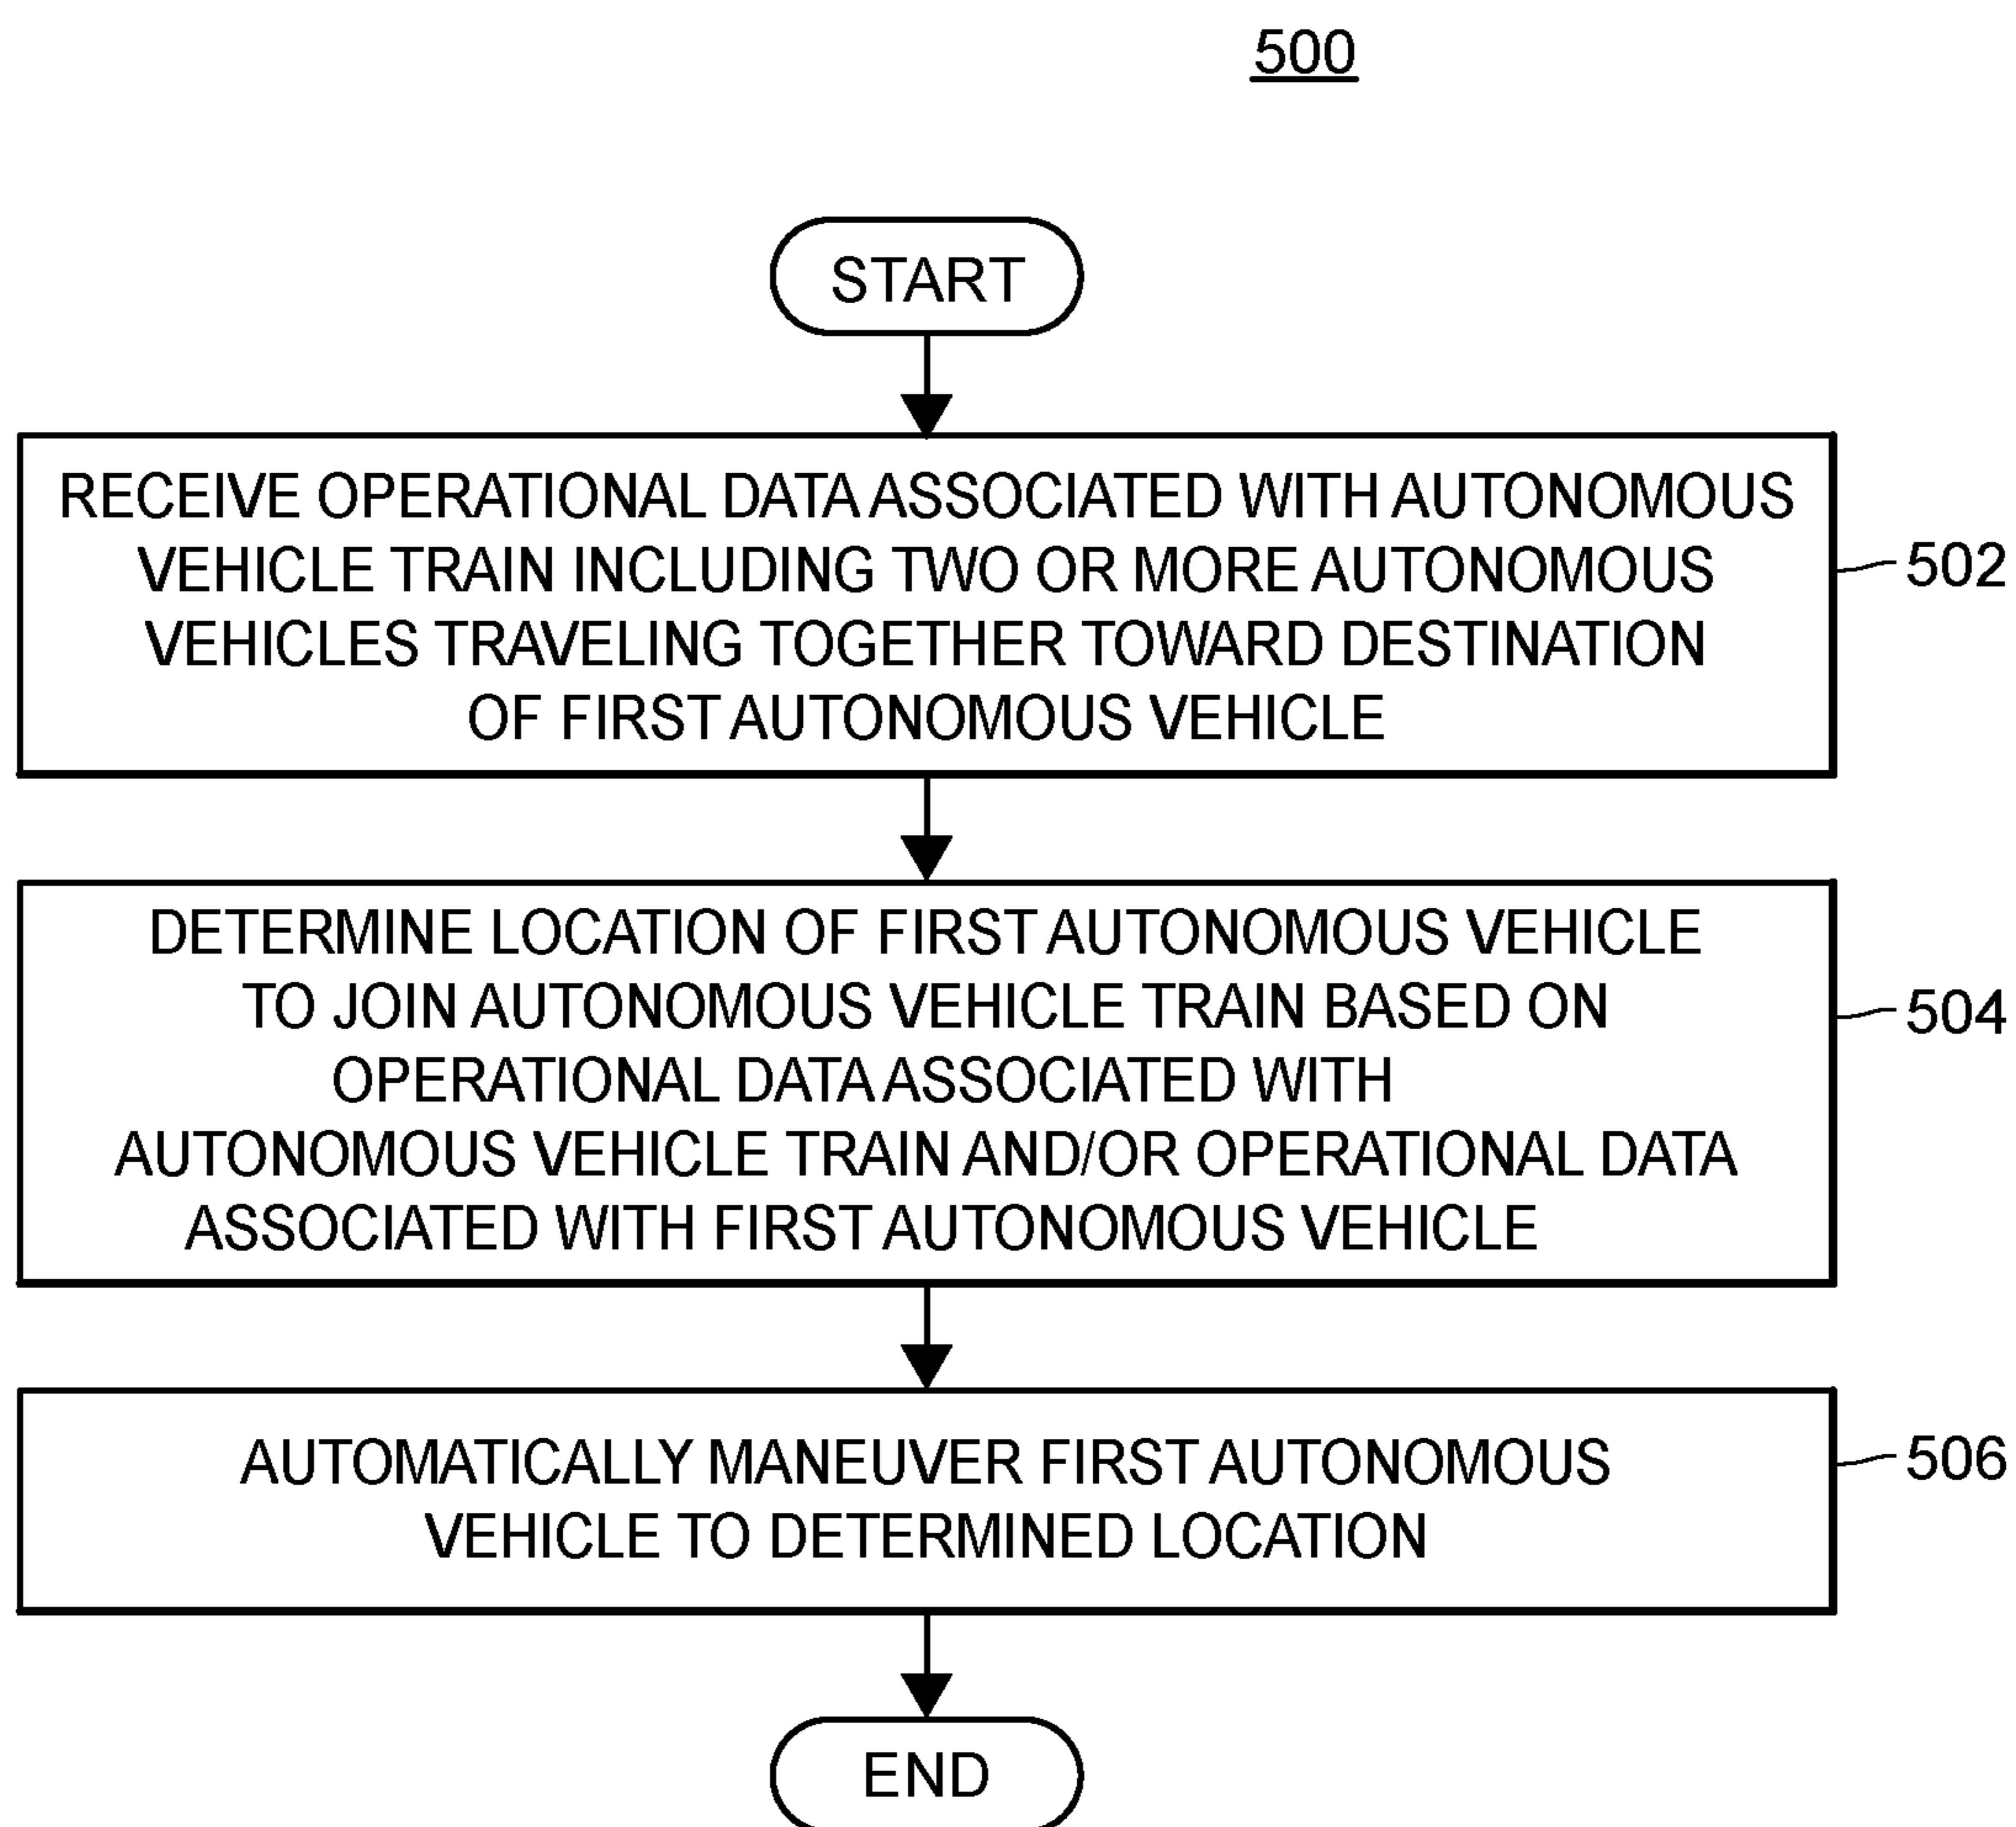 500
START
RECEIVE OPERATIONAL DATA ASSOCIATED WITH AUTONOMOUS
VEHICLE TRAIN INCLUDING TWO OR MORE AUTONOMOUS
VEHICLES TRAVELING TOGETHER TOWARD DESTINATION
OF FIRST AUTONOMOUS VEHICLE
502
DETERMINE LOCATION OF FIRST AUTONOMOUS VEHICLE
TO JOIN AUTONOMOUS VEHICLE TRAIN BASED ON
OPERATIONAL DATA ASSOCIATED WITH
AUTONOMOUS VEHICLE TRAIN AND/OR OPERATIONAL DATA
ASSOCIATED WITH FIRST AUTONOMOUS VEHICLE
504
AUTOMATICALLY MANEUVER FIRST AUTONOMOUS
VEHICLE TO DETERMINED LOCATION
506
END